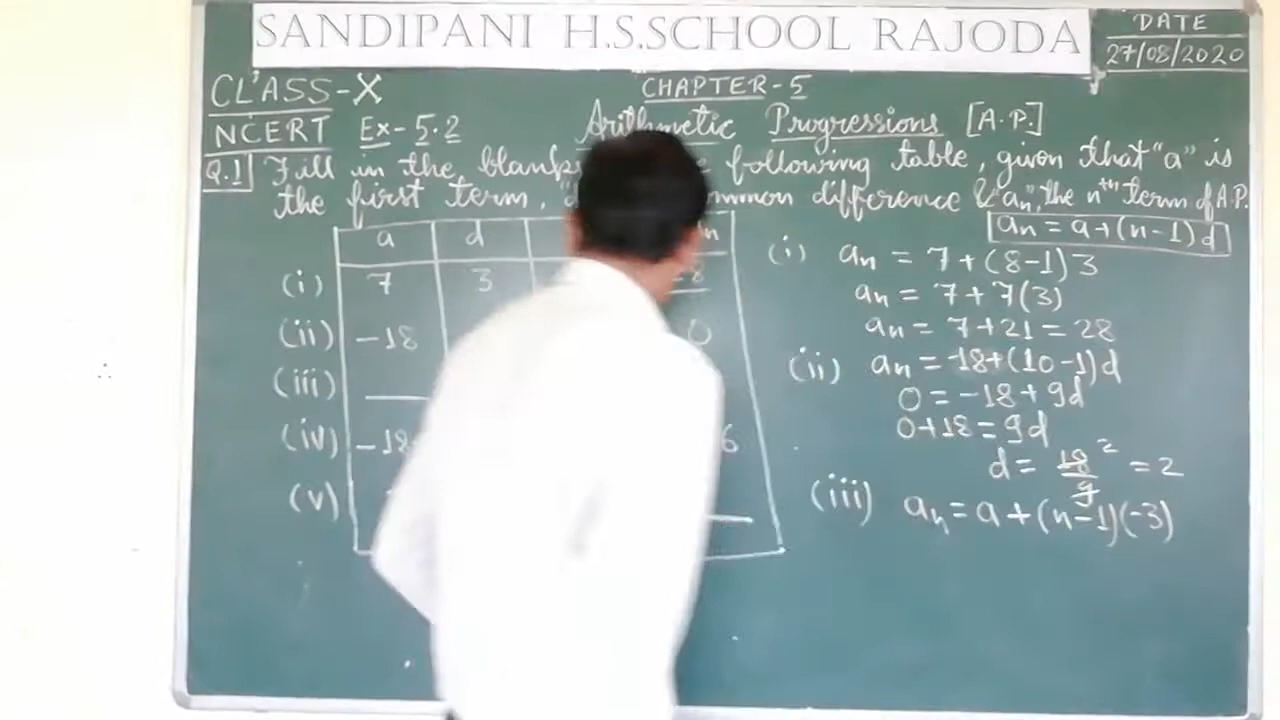 SANDIPANI H.S.SCHOOL RAJODA
DATE
27/08/2020
CLASS-X
CHAPTER-5
NCERT Ex-5.2
Arithmetic Progressions [A.P.]
Q.1 Fill in the blanks following table, given that "a" is
the first term, difference & an, the nth term of A.P.
an = a+(n-1)d
a d
(i) 7 3
(ii) -18 0
(iii)
(iv)
(v)
(i) an = 7+(8-1)3
an = 7+7(3)
an = 7+21=28
(ii) an = -18+(10-1)d
0 = -18+9d
0+18=9d
d = 18/9 2 = 2
(iii) an = a+(n-1)(-3)